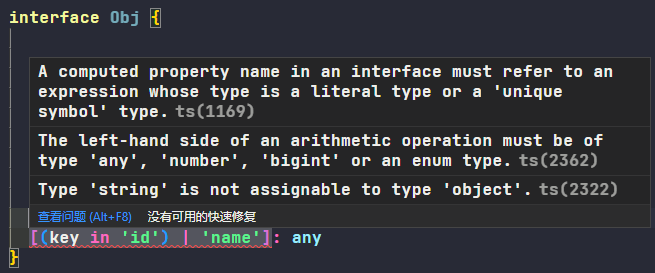 interface Obj {
A computed property name in an interface must refer to an
expression whose type is a literal type or a 'unique
symbol' type. ts(1169)
The left-hand side of an arithmetic operation must be of
type 'any', 'number', 'bigint' or an enum type. ts(2362)
Type 'string' is not assignable to type 'object'. ts(2322)
查看问题 (Alt+F8) 没有可用的快速修复
[(key in 'id') | 'name']: any
}